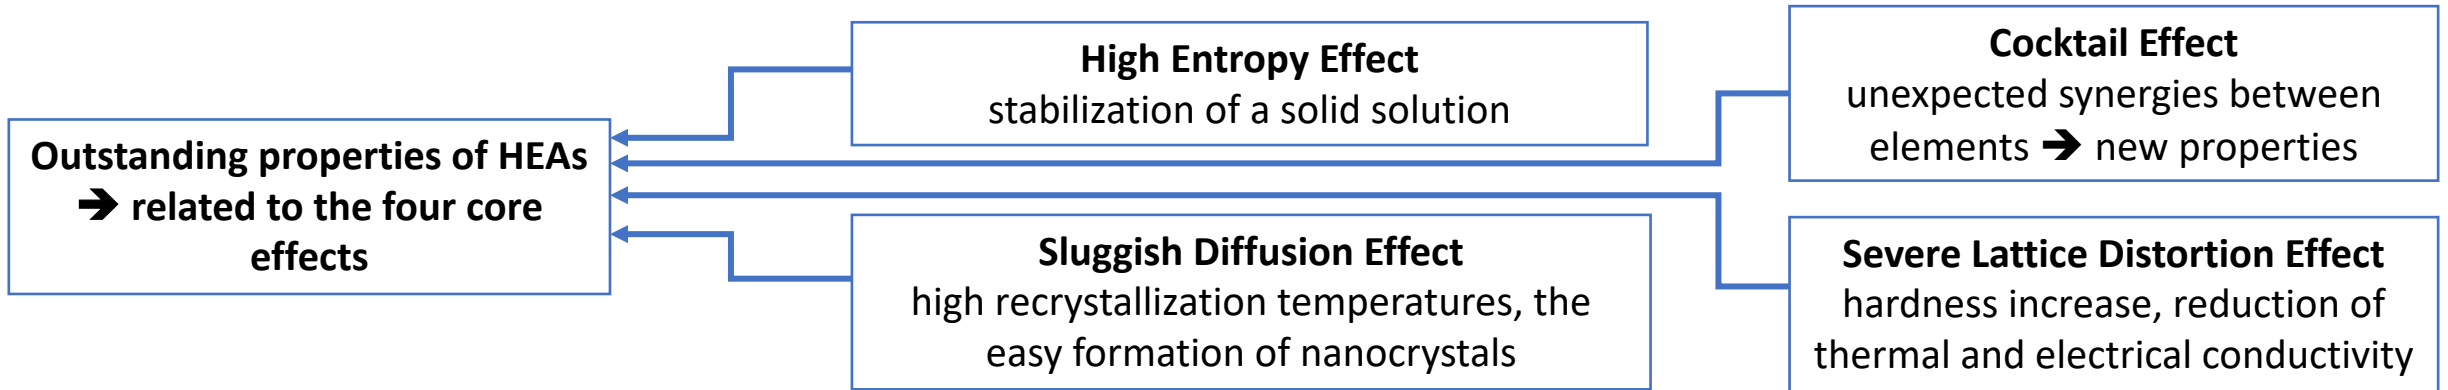 Outstanding properties of HEAs
➔ related to the four core
effects
High Entropy Effect
stabilization of a solid solution
Cocktail Effect
unexpected synergies between
elements ➔ new properties
Sluggish Diffusion Effect
high recrystallization temperatures, the
easy formation of nanocrystals
Severe Lattice Distortion Effect
hardness increase, reduction of
thermal and electrical conductivity